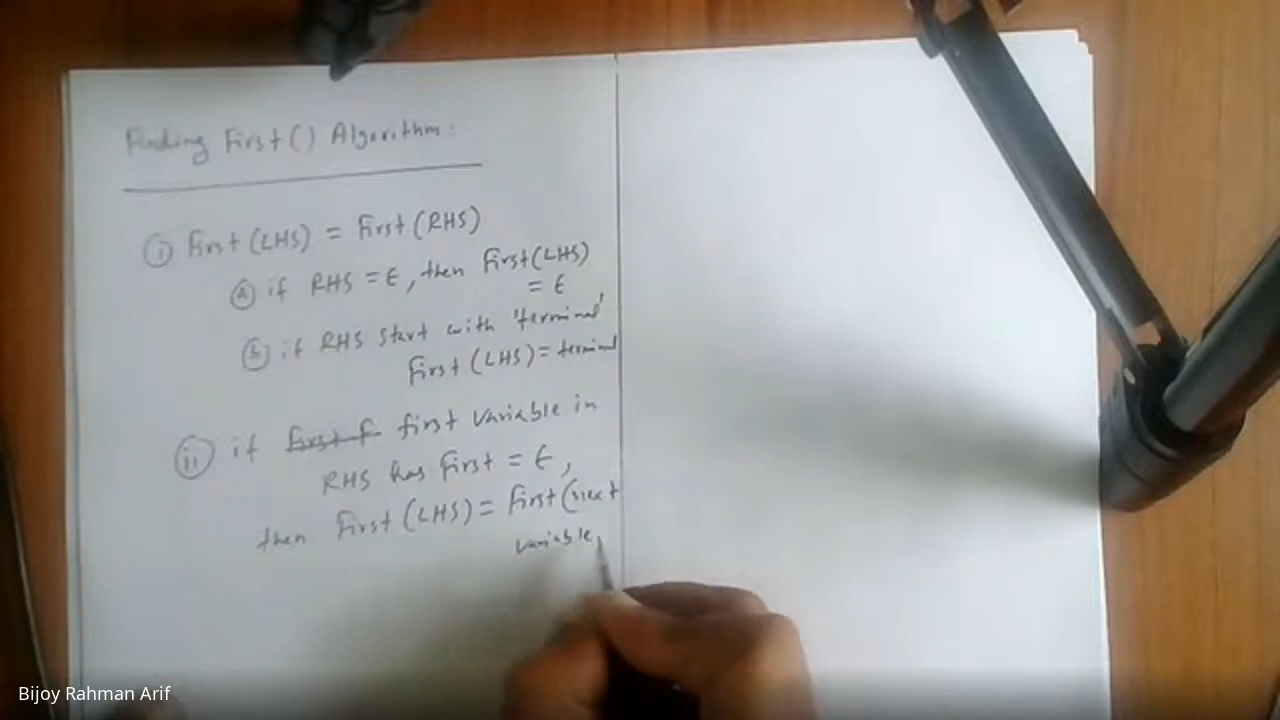 Finding First() Algorithm:
(i) First(LHS) = First(RHS)
(a) if RHS = ϵ, then First(LHS)
= ϵ
(b) if RHS start with 'terminal'
First(LHS) = terminal
(ii) if first variable in
RHS has First = ϵ,
then First(LHS) = First(next
variable
Bijoy Rahman Arif